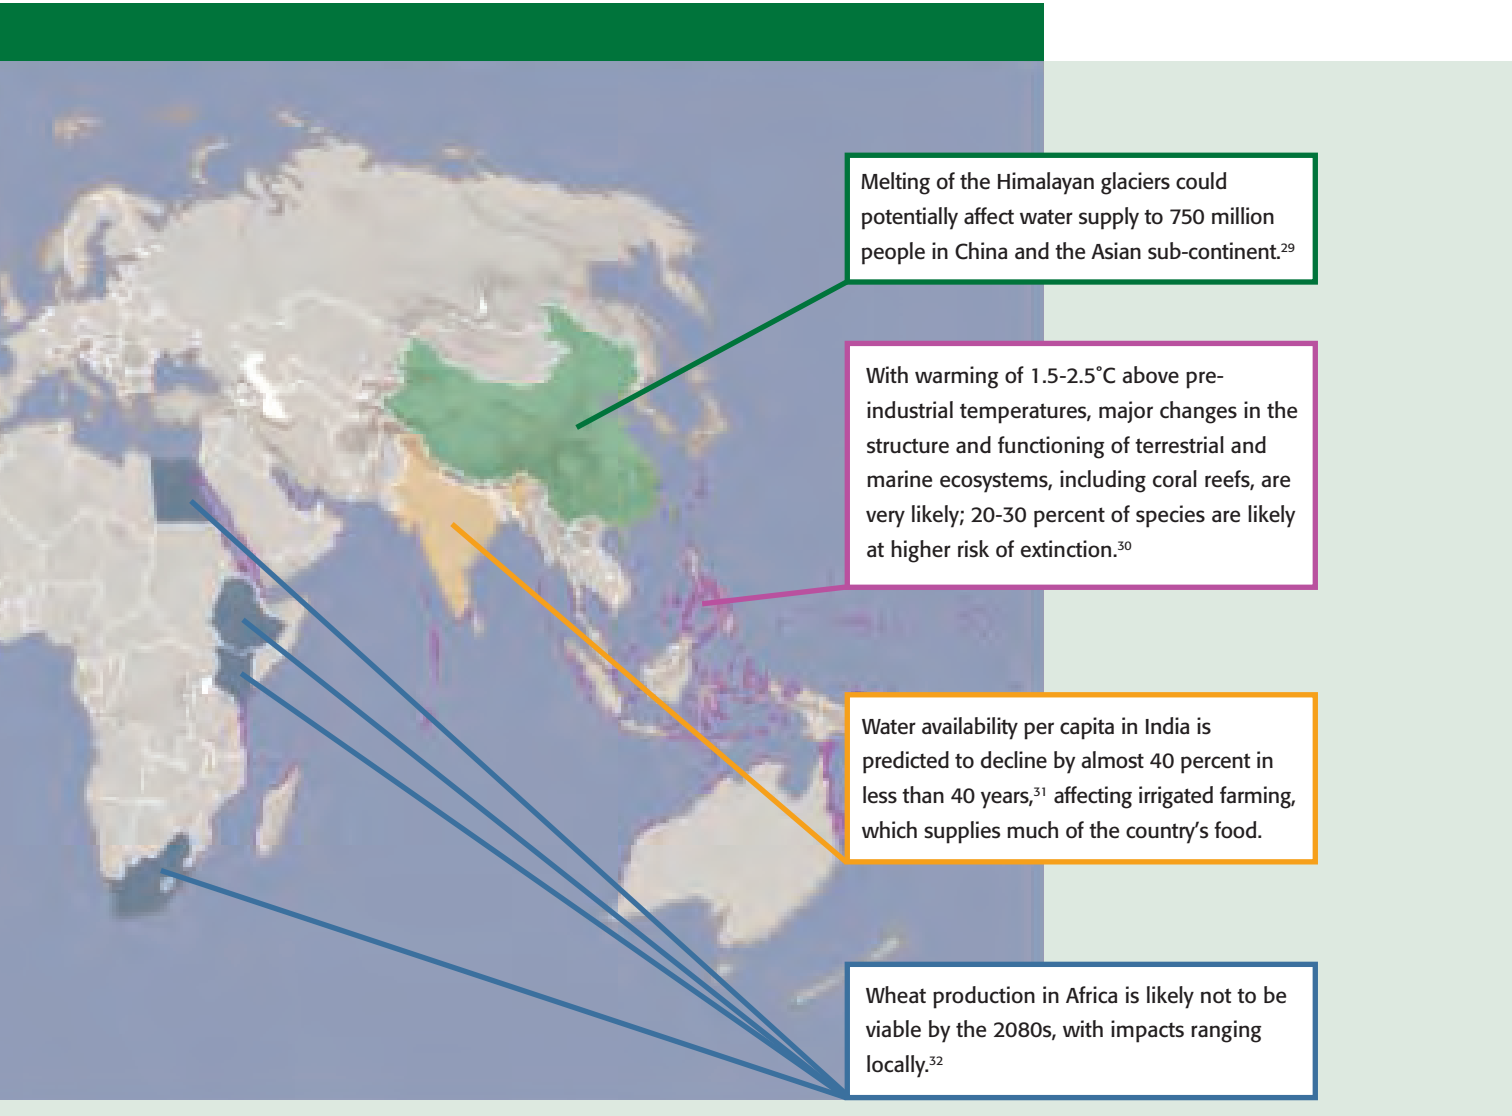 Melting of the Himalayan glaciers could
potentially affect water supply to 750 million
people in China and the Asian sub-continent.29
With warming of 1.5-2.5˚C above pre-
industrial temperatures, major changes in the
structure and functioning of terrestrial and
marine ecosystems, including coral reefs, are
very likely; 20-30 percent of species are likely
at higher risk of extinction.30
Water availability per capita in India is
predicted to decline by almost 40 percent in
less than 40 years,31 affecting irrigated farming,
which supplies much of the country's food.
Wheat production in Africa is likely not to be
viable by the 2080s, with impacts ranging
locally.32